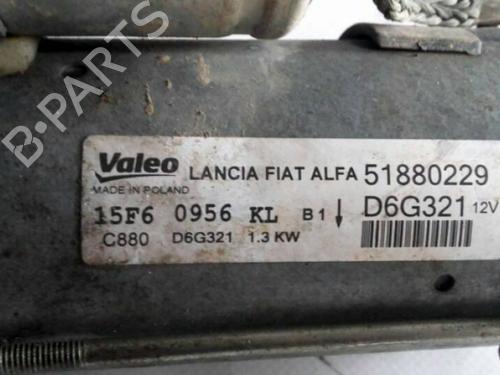 B-PARTS
Valeo LANCIA FIAT ALFA 51880229
MADE IN POLAND
15F6 0956 KL B1 D6G321 12V
C880 D6G321 1.3 KW